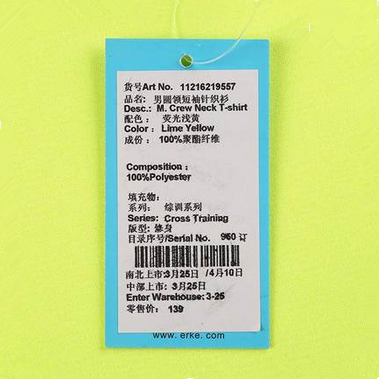 货号Art No. 11216219557
品名: 男圆领短袖针织衫
Desc.: M. Crew Neck T-shirt
配色: 荧光浅黄
Color : Lime Yellow
成份: 100%聚酯纤维
Composition :
100%Polyester
填充物:
系列: 综训系列
Series: Cross Training
版型: 修身
目录序号/Serial No. 960 订
南北上市:3月25日 /4月10日
中部上市: 3月25日
Enter Warehouse: 3-25
零售价: 139
www. erke. com